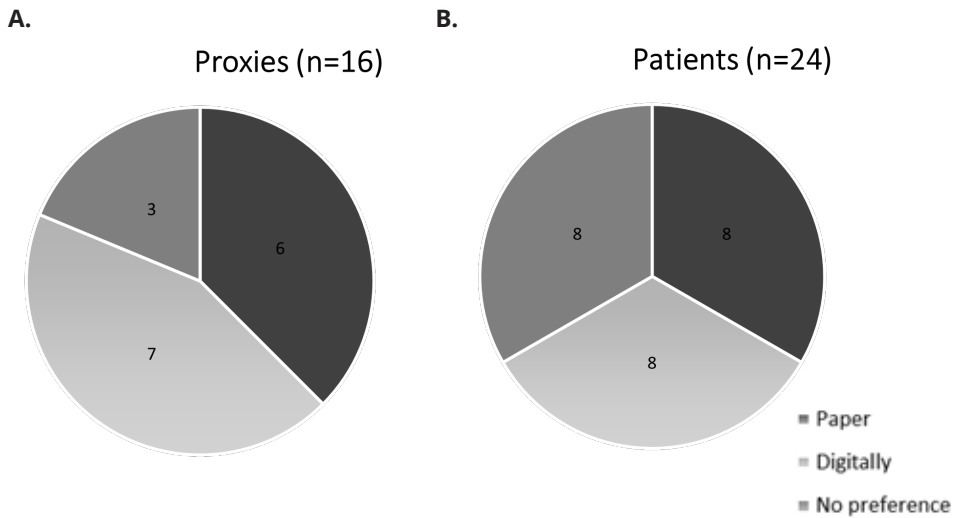 A.
Proxies (n=16)
3
6
7
B.
Patients (n=24)
8
8
8
Paper
Digitally
No preference